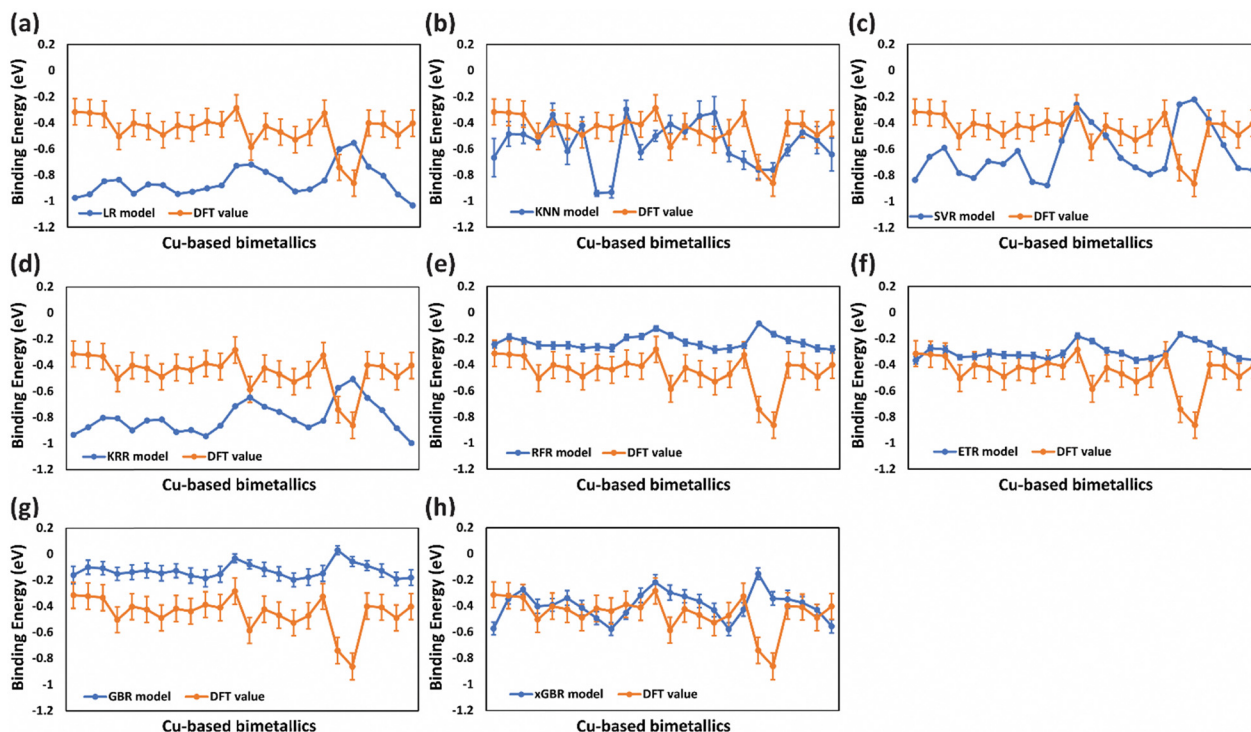 (a)
0.2
0
-0.2
-0.4
-0.6
-0.8
-1
-1.2
Binding Energy (eV)
LR model DFT value
Cu-based bimetallics
(b)
0.2
0
-0.2
-0.4
-0.6
-0.8
-1
-1.2
Binding Energy (eV)
KNN model DFT value
Cu-based bimetallics
(c)
0.2
0
-0.2
-0.4
-0.6
-0.8
-1
-1.2
Binding Energy (eV)
SVR model DFT value
Cu-based bimetallics
(d)
0.2
0
-0.2
-0.4
-0.6
-0.8
-1
-1.2
Binding Energy (eV)
KRR model DFT value
Cu-based bimetallics
(e)
0.2
0
-0.2
-0.4
-0.6
-0.8
-1
-1.2
Binding Energy (eV)
RFR model DFT value
Cu-based bimetallics
(f)
0.2
0
-0.2
-0.4
-0.6
-0.8
-1
-1.2
Binding Energy (eV)
ETR model DFT value
Cu-based bimetallics
(g)
0.2
0
-0.2
-0.4
-0.6
-0.8
-1
-1.2
Binding Energy (eV)
GBR model DFT value
Cu-based bimetallics
(h)
0.2
0
-0.2
-0.4
-0.6
-0.8
-1
-1.2
Binding Energy (eV)
xGBR model DFT value
Cu-based bimetallics